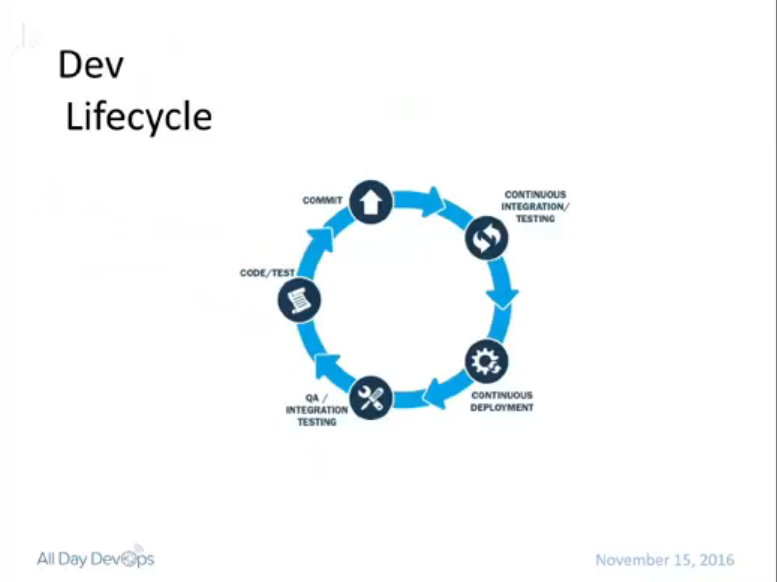 Dev
Lifecycle
COMMIT
CONTINUOUS
INTEGRATION/
TESTING
CODE/TEST
QA /
INTEGRATION
TESTING
CONTINUOUS
DEPLOYMENT
All Day DevOps
November 15, 2016